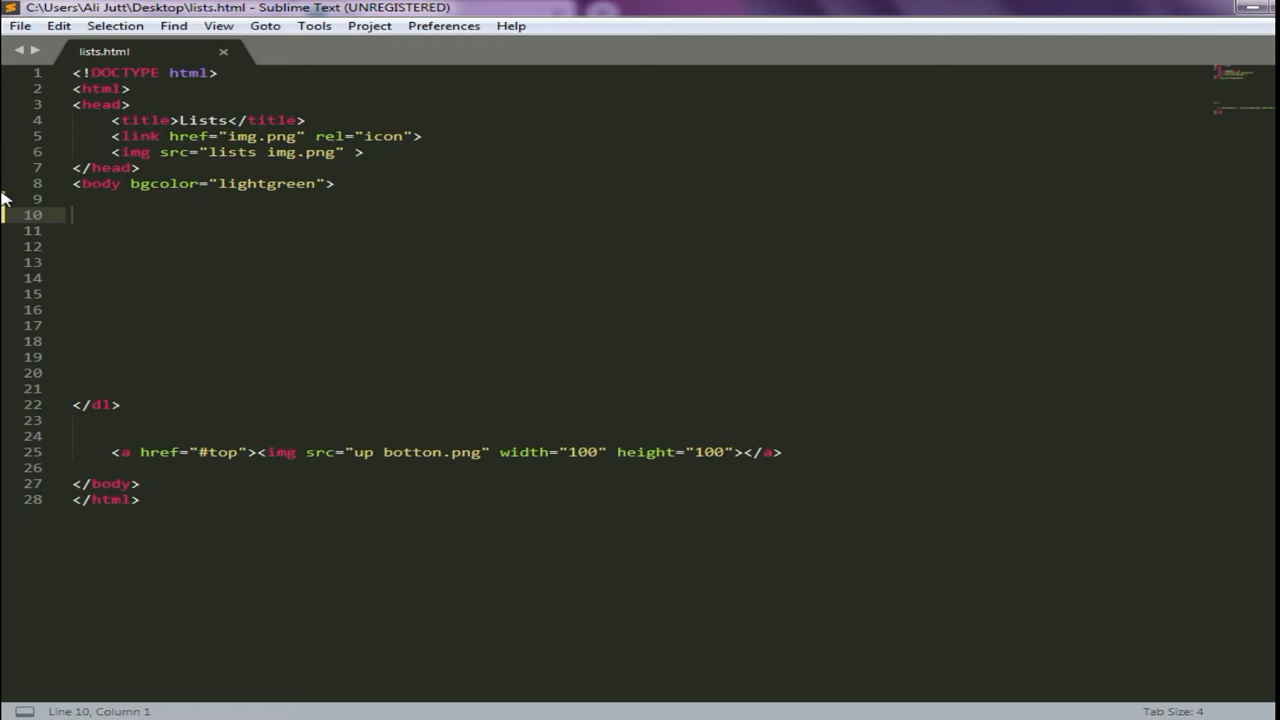 C:\Users\Ali Jutt\Desktop\lists.html - Sublime Text (UNREGISTERED)
File Edit Selection Find View Goto Tools Project Preferences Help
lists.html ×
1 <!DOCTYPE html>
2 <html>
3 <head>
4 <title>Lists</title>
5 <link href="img.png" rel="icon">
6 <img src="lists img.png" >
7 </head>
8 <body bgcolor="lightgreen">
9
10
11
12
13
14
15
16
17
18
19
20
21
22 </dl>
23
24
25 <a href="#top"><img src="up botton.png" width="100" height="100"></a>
26
27 </body>
28 </html>
Line 10, Column 1 Tab Size: 4